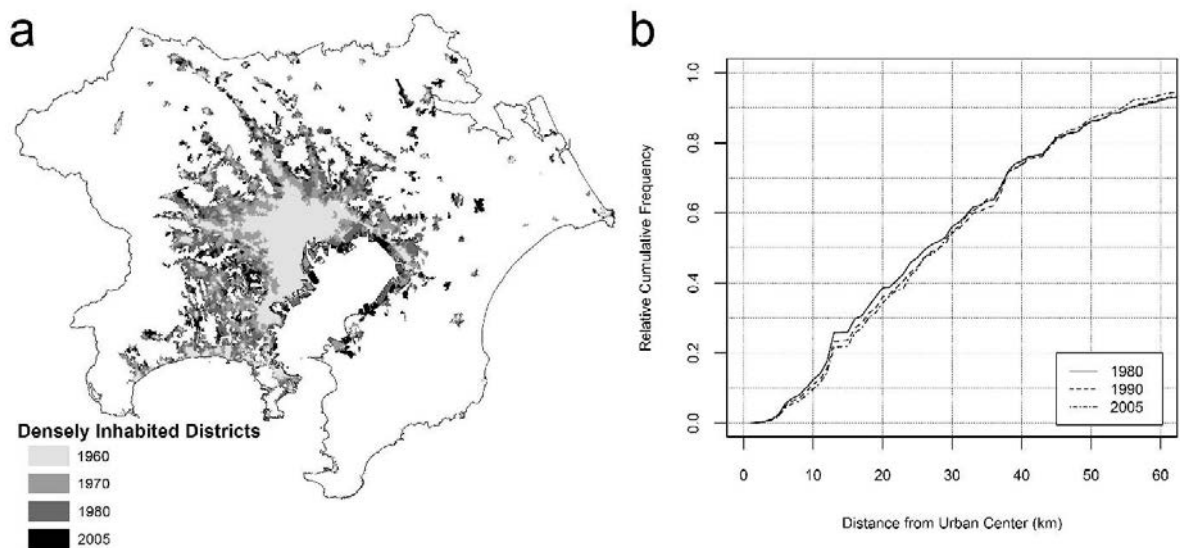 a
Densely Inhabited Districts
1960
1970
1980
2005
b
Relative Cumulative Frequency
1.0
0.8
0.6
0.4
0.2
0.0
1980
1990
2005
0 10 20 30 40 50 60
Distance from Urban Center (km)